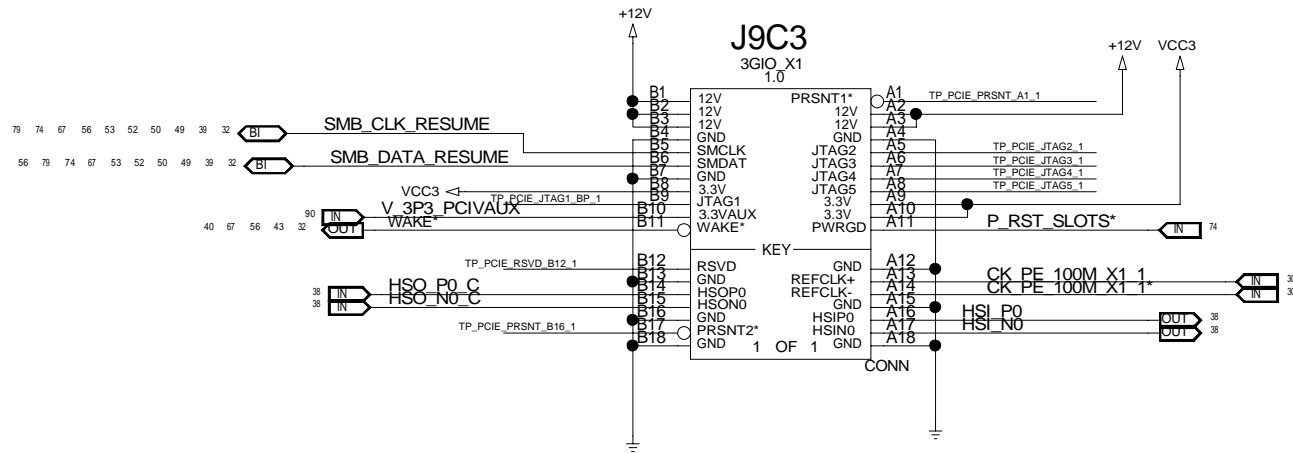 +12V
J9C3
3GIO_X1
1.0
+12V VCC3
B1 12V PRSNT1* A1 TP_PCIE_PRSNT_A1_1
B2 12V 12V A2
B3 12V 12V A3
B4 GND GND A4
79 74 67 56 53 52 50 49 39 32 BI SMB_CLK_RESUME B5 SMCLK JTAG2 A5 TP_PCIE_JTAG2_1
56 79 74 67 53 52 50 49 39 32 BI SMB_DATA_RESUME B6 SMDAT JTAG3 A6 TP_PCIE_JTAG3_1
B7 GND JTAG4 A7 TP_PCIE_JTAG4_1
VCC3 B8 3.3V JTAG5 A8 TP_PCIE_JTAG5_1
TP_PCIE_JTAG1_BP_1 B9 JTAG1 3.3V A9
90 IN V_3P3_PCIVAUX B10 3.3VAUX 3.3V A10
40 67 56 43 32 OUT WAKE* B11 WAKE* PWRGD A11 P_RST_SLOTS* IN 74
KEY
TP_PCIE_RSVD_B12_1 B12 RSVD GND A12
B13 GND REFCLK+ A13 CK_PE_100M_X1_1 IN
38 IN HSO_P0_C B14 HSOP0 REFCLK- A14 CK_PE_100M_X1_1* IN
38 IN HSO_N0_C B15 HSON0 GND A15
B16 GND HSIP0 A16 HSI_P0 OUT 38
TP_PCIE_PRSNT_B16_1 B17 PRSNT2* HSIN0 A17 HSI_N0 OUT 38
B18 GND 1 OF 1 GND A18
CONN